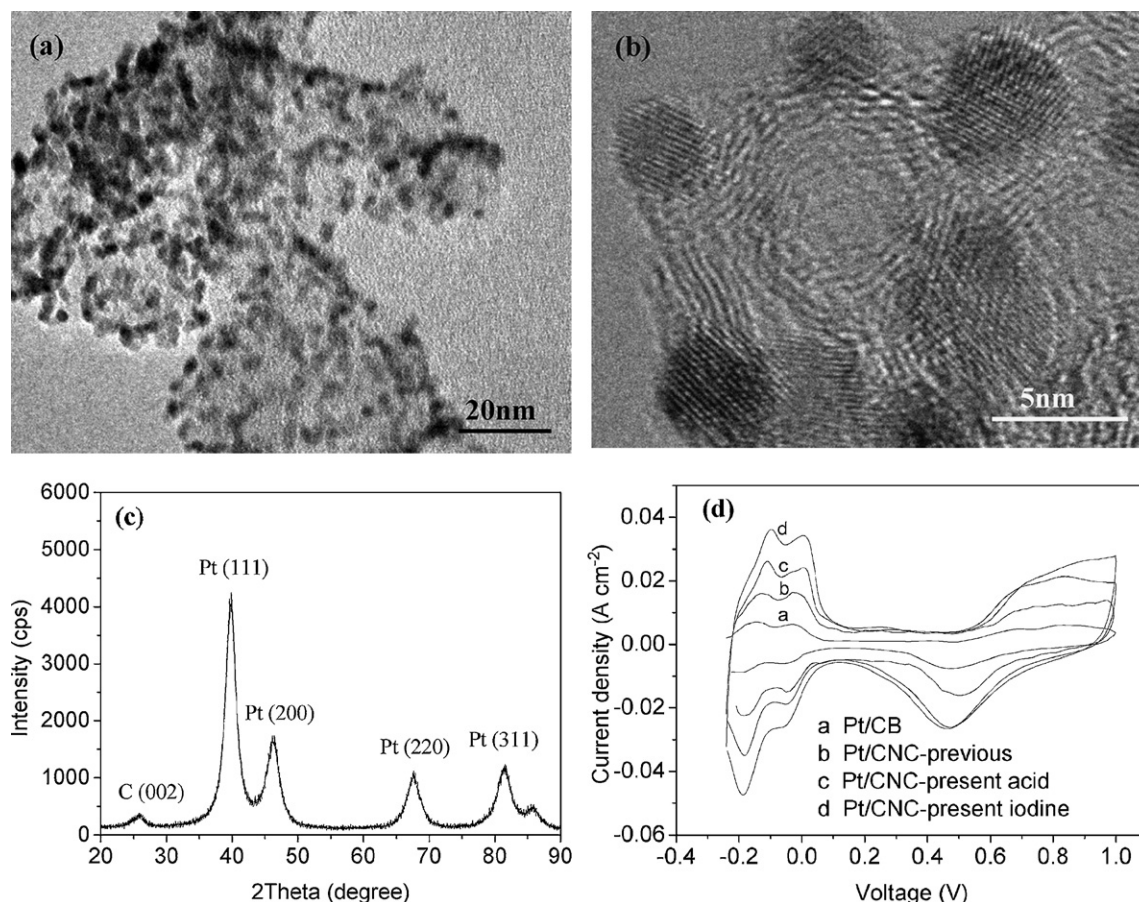 (a)
20nm
(b)
5nm
(c)
6000
5000
4000
3000
2000
1000
0
Intensity (cps)
C (002)
Pt (111)
Pt (200)
Pt (220)
Pt (311)
20 30 40 50 60 70 80 90
2Theta (degree)
(d)
0.04
0.02
0.00
-0.02
-0.04
-0.06
Current density (A cm⁻²)
d
c
b
a
a Pt/CB
b Pt/CNC-previous
c Pt/CNC-present acid
d Pt/CNC-present iodine
-0.4 -0.2 0.0 0.2 0.4 0.6 0.8 1.0
Voltage (V)